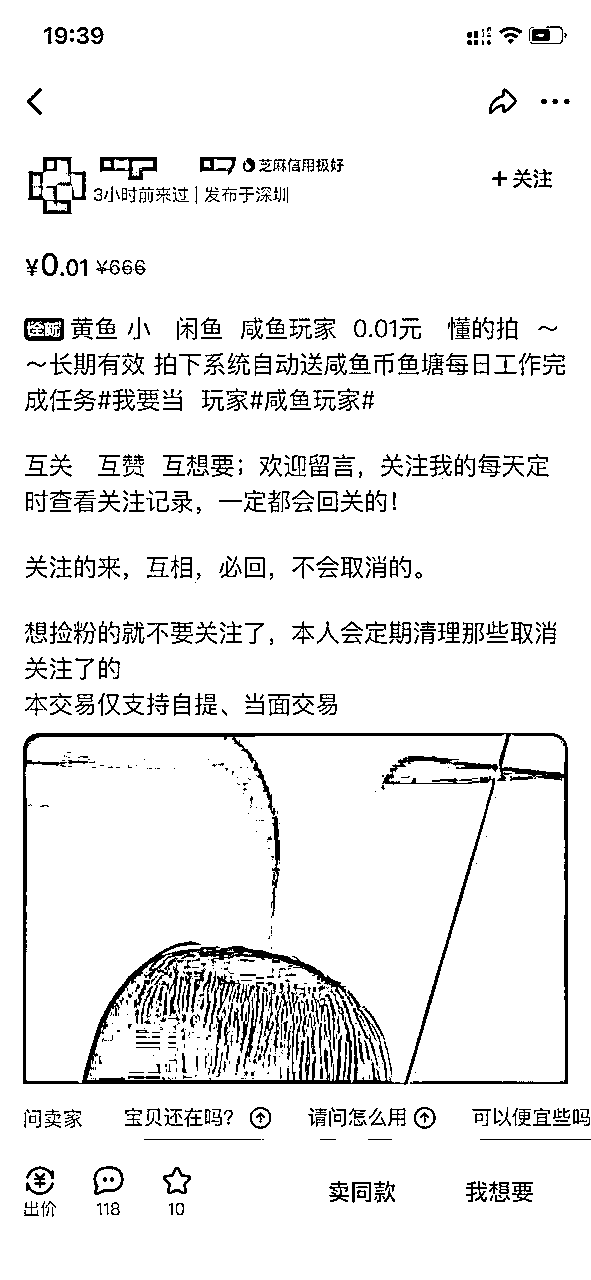 19:39
芝麻信用极好
3小时前来过 | 发布于深圳
+关注
¥0.01 ¥666
全新 黄鱼 小 闲鱼 咸鱼玩家 0.01元 懂的拍 ～
～长期有效 拍下系统自动送咸鱼币鱼塘每日工作完
成任务#我要当 玩家#咸鱼玩家#
互关 互赞 互想要；欢迎留言，关注我的每天定
时查看关注记录，一定都会回关的！
关注的来，互相，必回，不会取消的。
想捡粉的就不要关注了，本人会定期清理那些取消
关注了的
本交易仅支持自提、当面交易
问卖家 宝贝还在吗？ 请问怎么用 可以便宜些吗
出价 118 10 卖同款 我想要